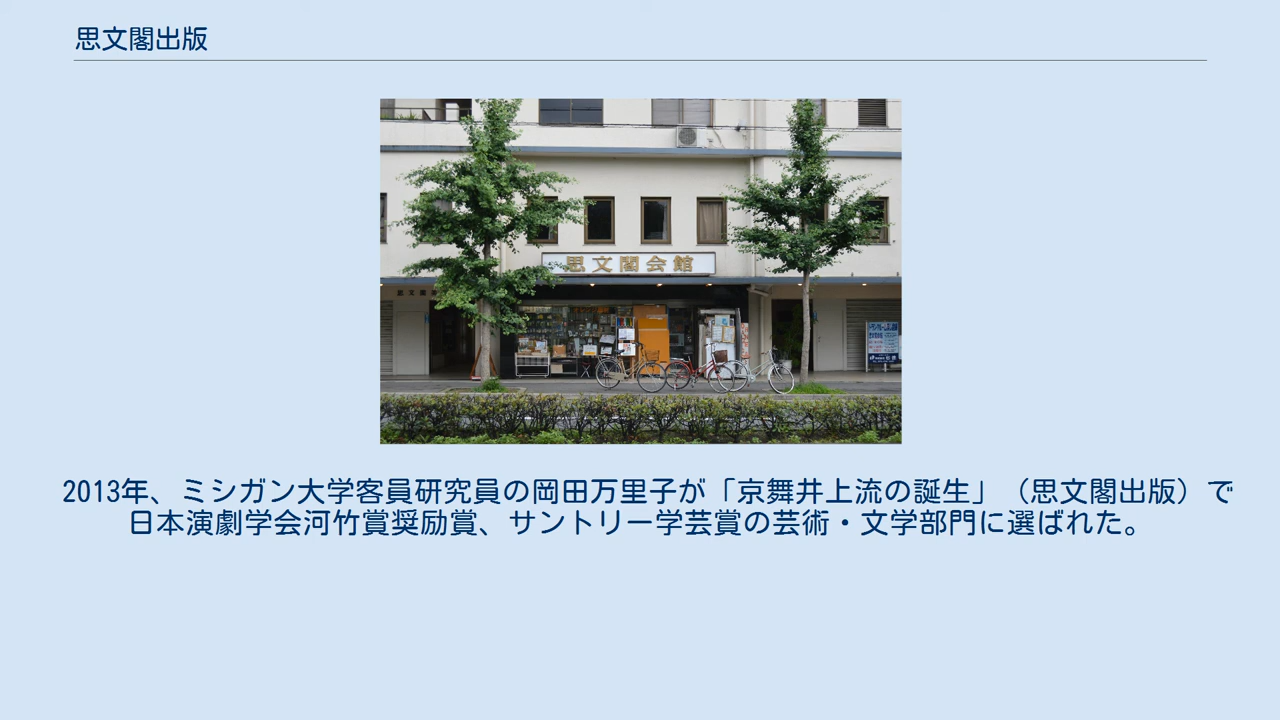 思文閣出版
思文閣会館
2013年、ミシガン大学客員研究員の岡田万里子が「京舞井上流の誕生」（思文閣出版）で
日本演劇学会河竹賞奨励賞、サントリー学芸賞の芸術・文学部門に選ばれた。